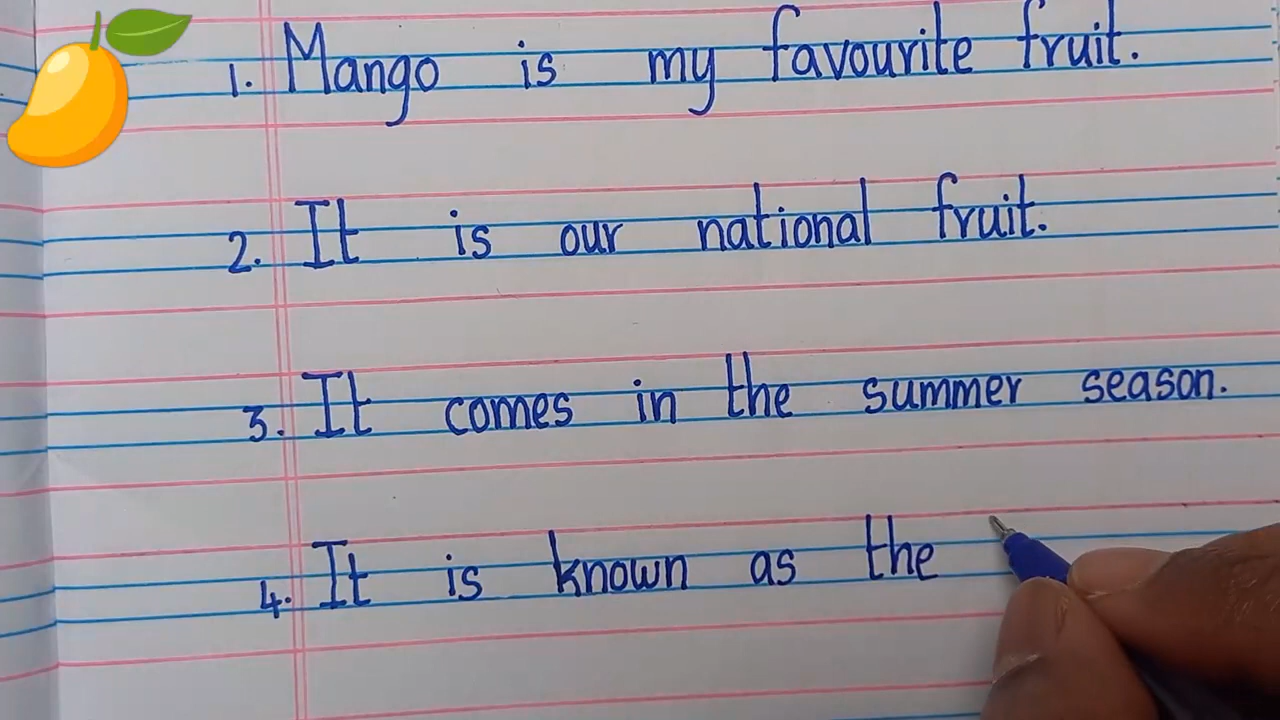 1. Mango is my favourite fruit.
2. It is our national fruit.
3. It comes in the summer season.
4. It is known as the